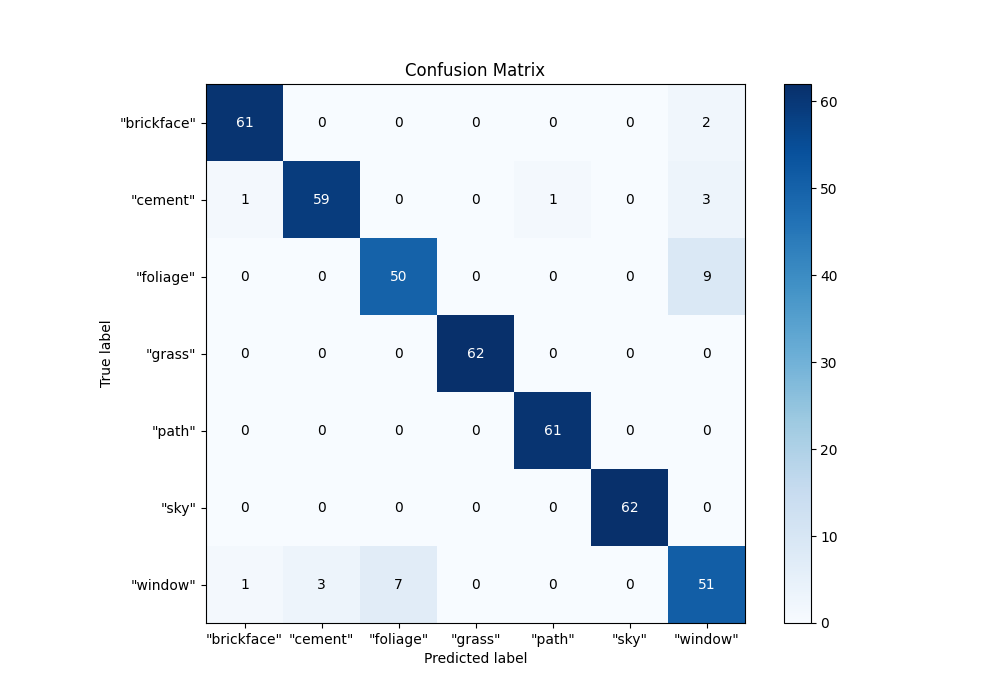 Confusion Matrix
"brickface" 61 0 0 0 0 0 2
"cement" 1 59 0 0 1 0 3
"foliage" 0 0 50 0 0 0 9
"grass" 0 0 0 62 0 0 0
"path" 0 0 0 0 61 0 0
"sky" 0 0 0 0 0 62 0
"window" 1 3 7 0 0 0 51
"brickface" "cement" "foliage" "grass" "path" "sky" "window"
Predicted label
True label
60
50
40
30
20
10
0